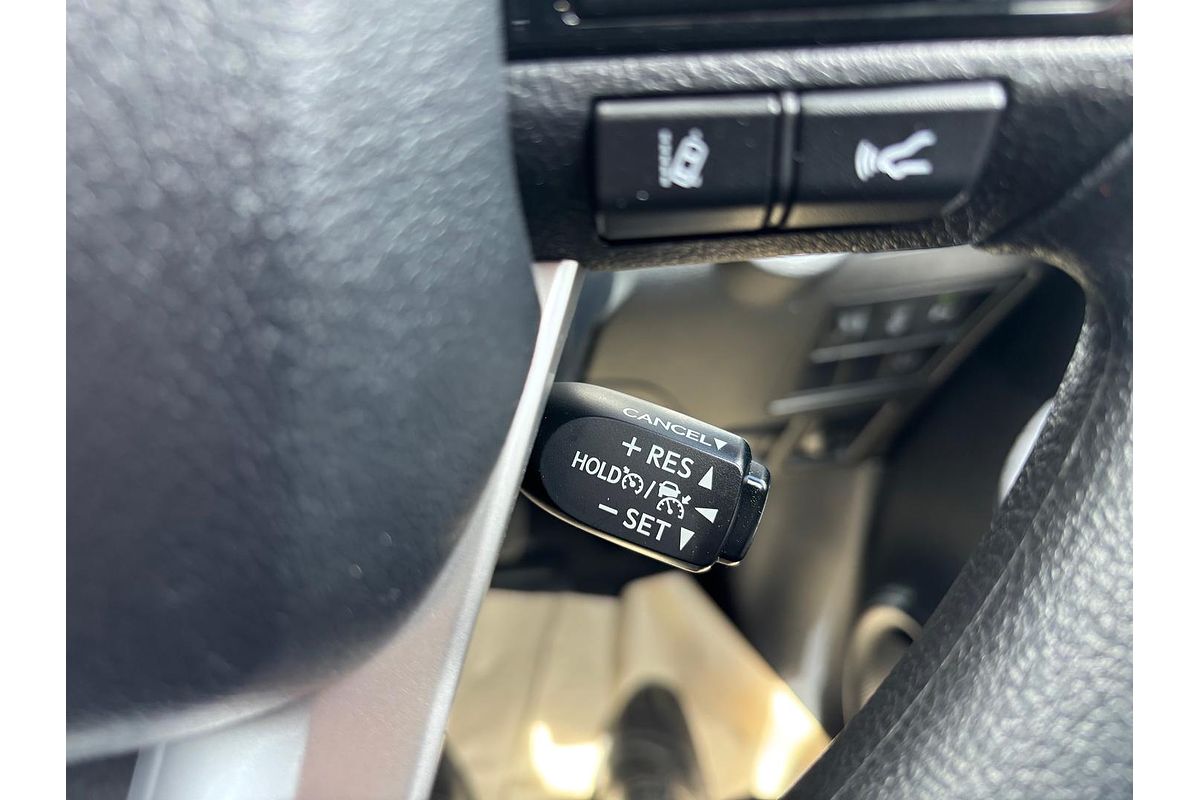 CANCEL▼
+ RES ▲
HOLD / ◀
− SET ▼